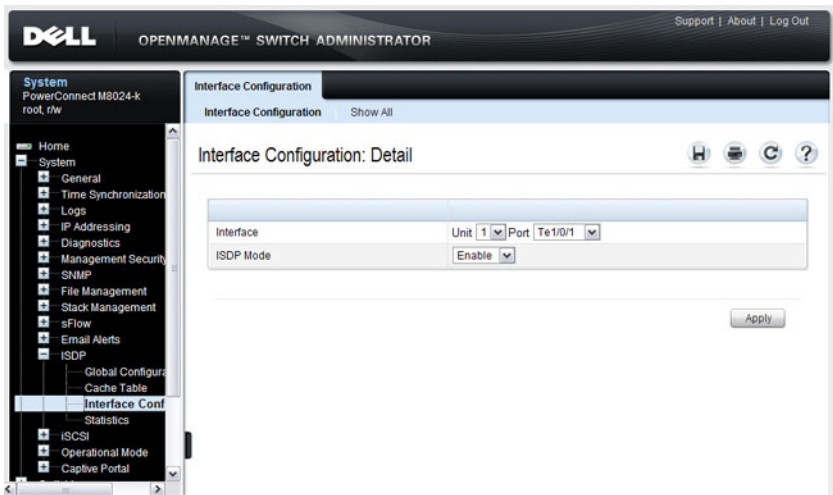 Support | About | Log Out
DELL OPENMANAGE™ SWITCH ADMINISTRATOR
System
PowerConnect M8024-k
root, r/w
Home
System
General
Time Synchronization
Logs
IP Addressing
Diagnostics
Management Security
SNMP
File Management
Stack Management
sFlow
Email Alerts
ISDP
Global Configura
Cache Table
Interface Conf
Statistics
iSCSI
Operational Mode
Captive Portal
Interface Configuration
Interface Configuration Show All
Interface Configuration: Detail
Interface Unit 1 Port Te1/0/1
ISDP Mode Enable
Apply